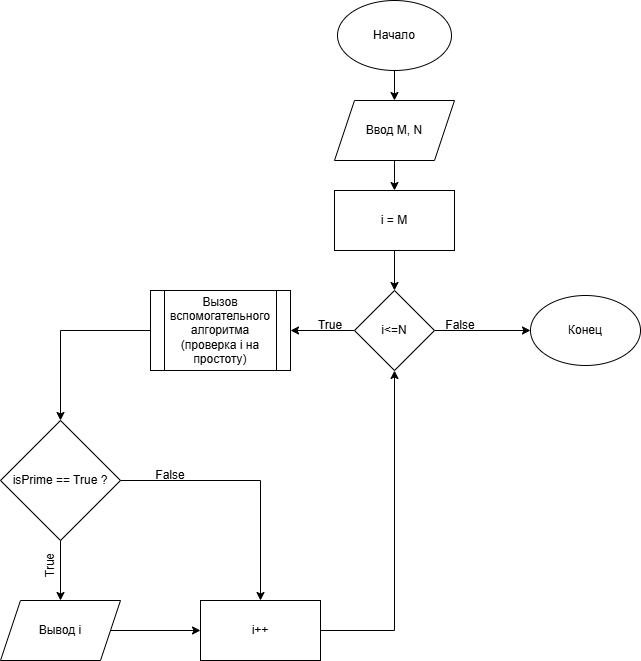 Начало
Ввод M, N
i = M
Вызов
вспомогательного
алгоритма
(проверка i на
простоту)
True
i<=N
False
Конец
isPrime == True ?
False
True
Вывод i
i++